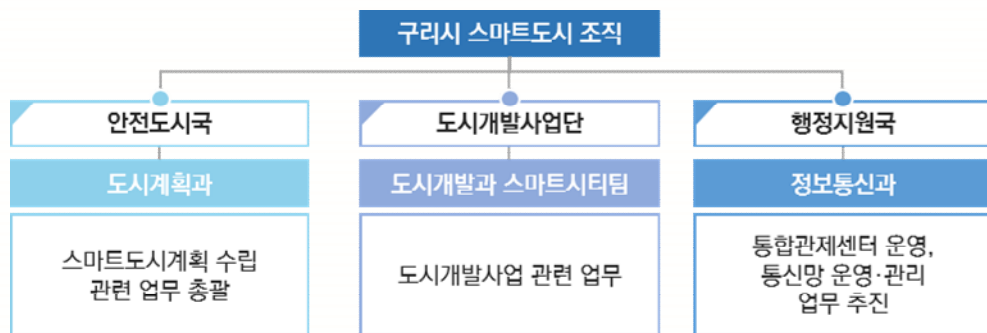 구리시 스마트도시 조직
안전도시국
도시개발사업단
행정지원국
도시계획과
도시개발과 스마트시티팀
정보통신과
스마트도시계획 수립
관련 업무 총괄
도시개발사업 관련 업무
통합관제센터 운영,
통신망 운영·관리
업무 추진